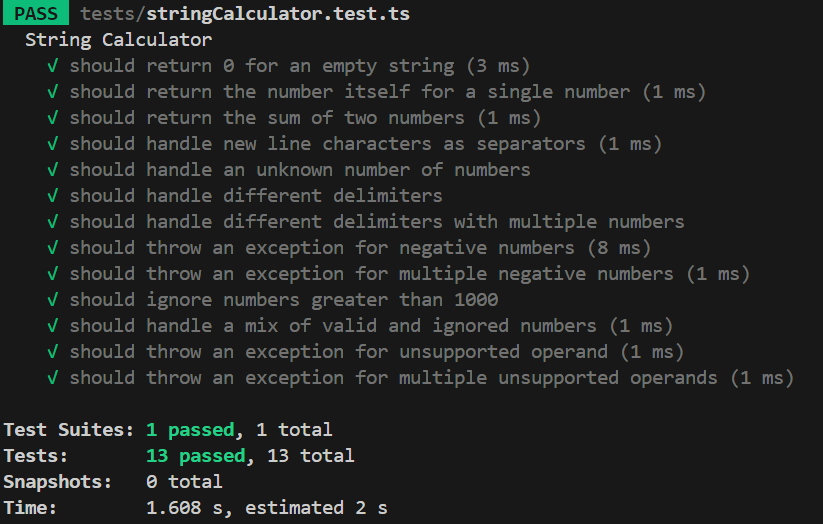 PASS tests/stringCalculator.test.ts
String Calculator
√ should return 0 for an empty string (3 ms)
√ should return the number itself for a single number (1 ms)
√ should return the sum of two numbers (1 ms)
√ should handle new line characters as separators (1 ms)
√ should handle an unknown number of numbers
√ should handle different delimiters
√ should handle different delimiters with multiple numbers
√ should throw an exception for negative numbers (8 ms)
√ should throw an exception for multiple negative numbers (1 ms)
√ should ignore numbers greater than 1000
√ should handle a mix of valid and ignored numbers (1 ms)
√ should throw an exception for unsupported operand (1 ms)
√ should throw an exception for multiple unsupported operands (1 ms)
Test Suites: 1 passed, 1 total
Tests: 13 passed, 13 total
Snapshots: 0 total
Time: 1.608 s, estimated 2 s